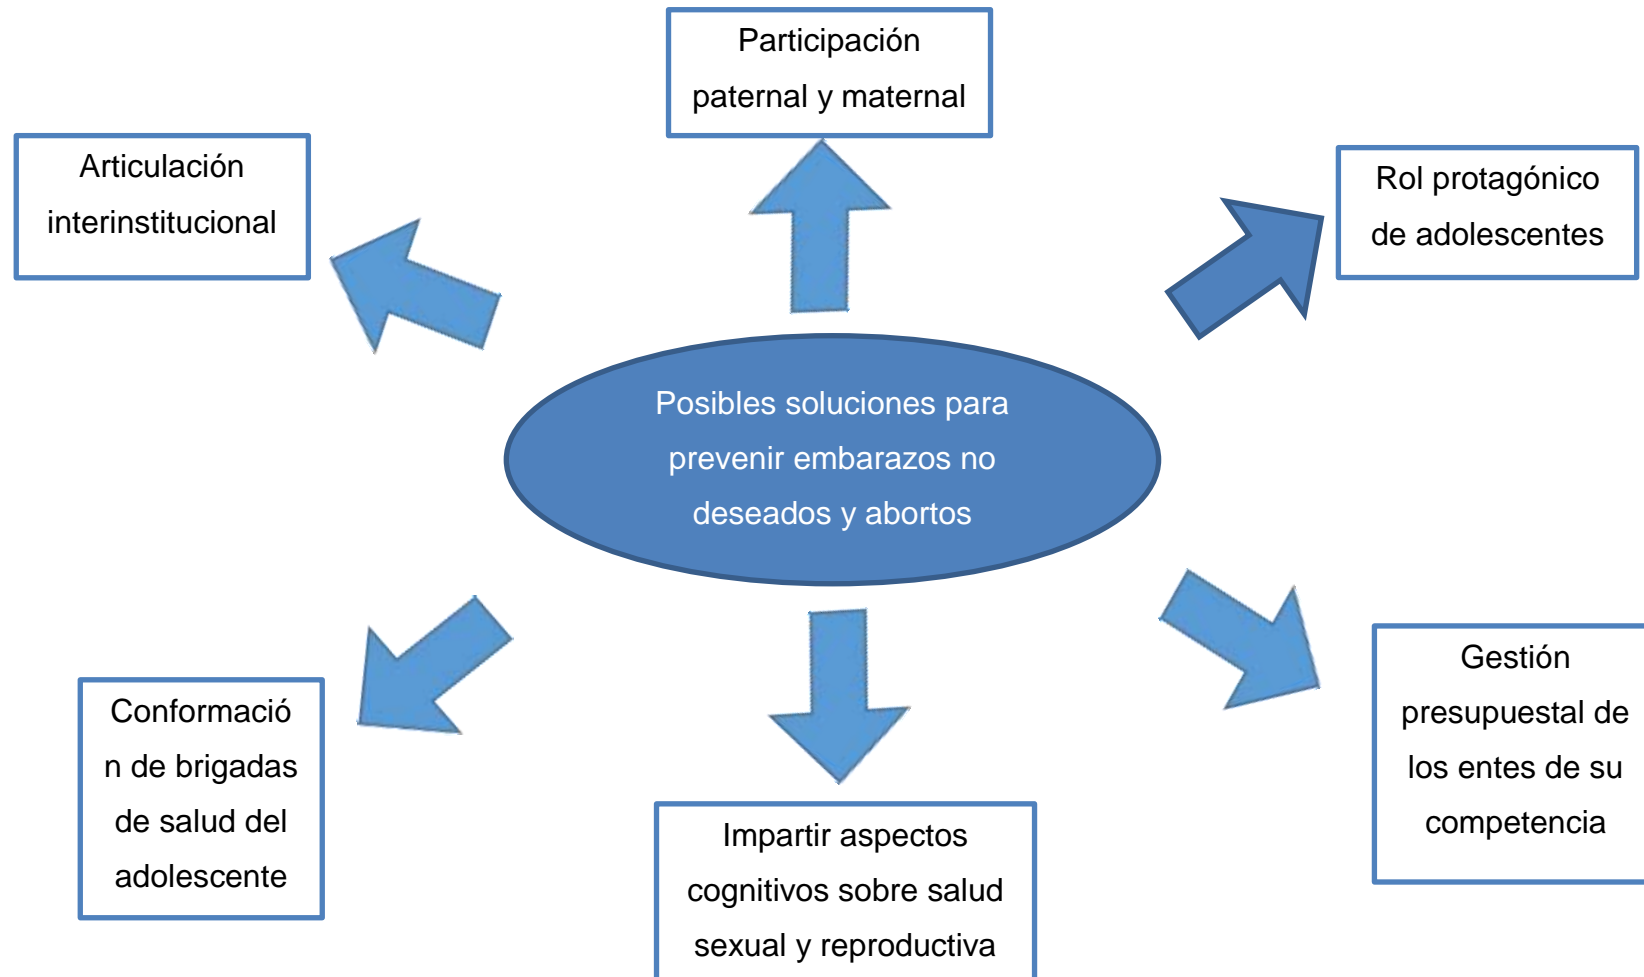 Participación
paternal y maternal
Articulación
interinstitucional
Rol protagónico
de adolescentes
Posibles soluciones para
prevenir embarazos no
deseados y abortos
Conformació
n de brigadas
de salud del
adolescente
Impartir aspectos
cognitivos sobre salud
sexual y reproductiva
Gestión
presupuestal de
los entes de su
competencia